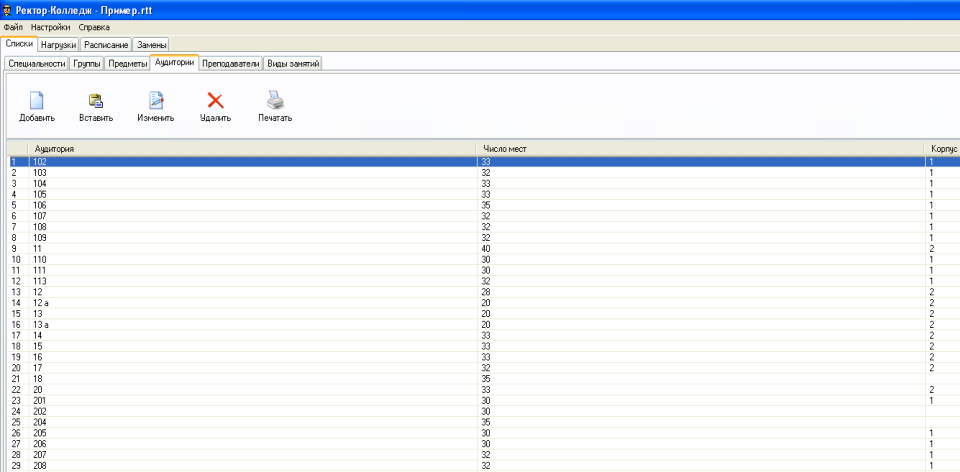 Ректор-Колледж - Пример.rtt
Файл Настройки Справка
Списки Нагрузки Расписание Замены
Специальности Группы Предметы Аудитории Преподаватели Виды занятий
Добавить Вставить Изменить Удалить Печатать
Аудитория Число мест Корпус
1 102 33 1
2 103 32 1
3 104 33 1
4 105 33 1
5 106 35 1
6 107 32 1
7 108 32 1
8 109 32 1
9 11 40 2
10 110 30 1
11 111 30 1
12 113 32 1
13 12 28 2
14 12 а 20 2
15 13 20 2
16 13 а 20 2
17 14 33 2
18 15 33 2
19 16 33 2
20 17 32 2
21 18 35
22 20 33 2
23 201 30 1
24 202 30
25 204 35
26 205 30 1
27 206 30 1
28 207 32 1
29 208 32 1